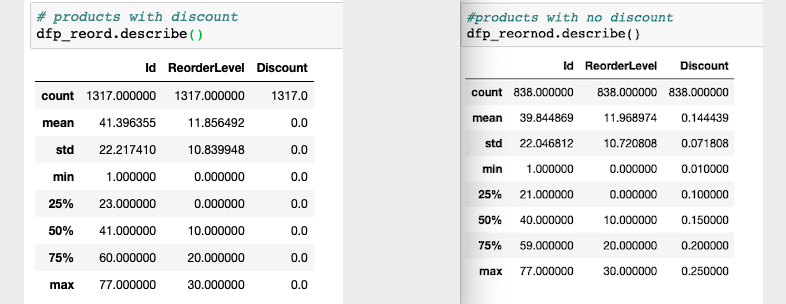 # products with discount
dfp_reord.describe()
Id ReorderLevel Discount
count 1317.000000 1317.000000 1317.0
mean 41.396355 11.856492 0.0
std 22.217410 10.839948 0.0
min 1.000000 0.000000 0.0
25% 23.000000 0.000000 0.0
50% 41.000000 10.000000 0.0
75% 60.000000 20.000000 0.0
max 77.000000 30.000000 0.0
#products with no discount
dfp_reornod.describe()
Id ReorderLevel Discount
count 838.000000 838.000000 838.000000
mean 39.844869 11.968974 0.144439
std 22.046812 10.720808 0.071808
min 1.000000 0.000000 0.010000
25% 21.000000 0.000000 0.100000
50% 40.000000 10.000000 0.150000
75% 59.000000 20.000000 0.200000
max 77.000000 30.000000 0.250000